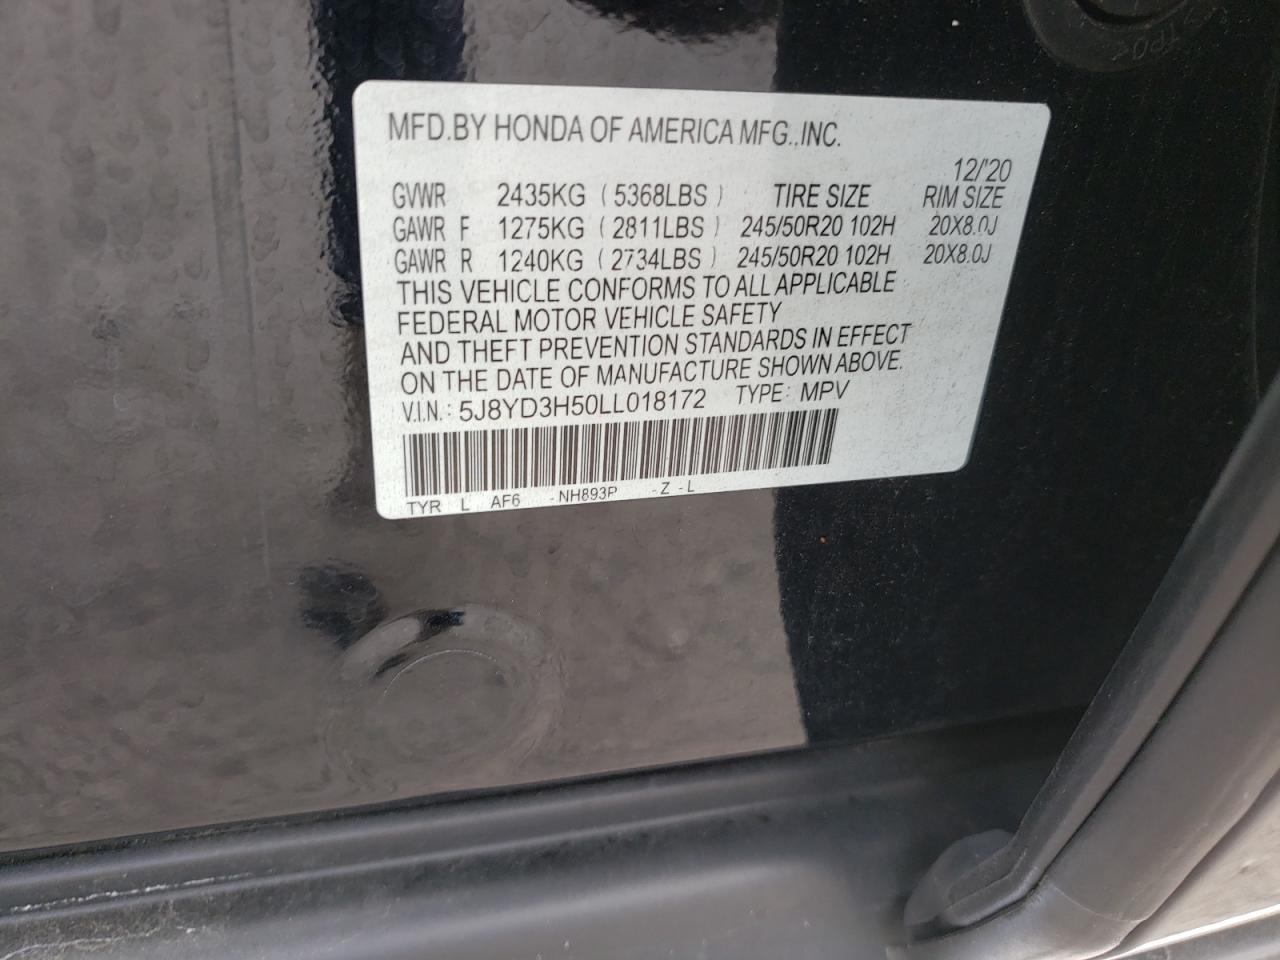 MFD.BY HONDA OF AMERICA MFG.,INC.
12/'20
GVWR 2435KG (5368LBS) TIRE SIZE RIM SIZE
GAWR F 1275KG (2811LBS) 245/50R20 102H 20X8.0J
GAWR R 1240KG (2734LBS) 245/50R20 102H 20X8.0J
THIS VEHICLE CONFORMS TO ALL APPLICABLE
FEDERAL MOTOR VEHICLE SAFETY
AND THEFT PREVENTION STANDARDS IN EFFECT
ON THE DATE OF MANUFACTURE SHOWN ABOVE.
V.I.N.: 5J8YD3H50LL018172 TYPE: MPV
TYR L AF6 -NH893P -Z -L